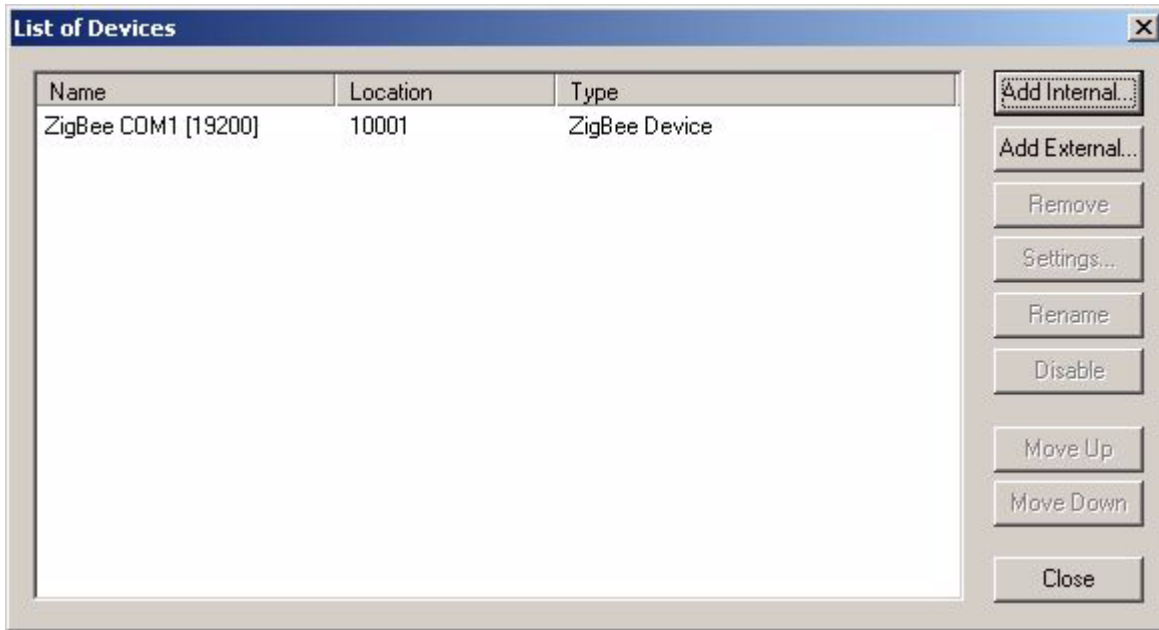 List of Devices
Name Location Type
ZigBee COM1 [19200] 10001 ZigBee Device
Add Internal...
Add External...
Remove
Settings...
Rename
Disable
Move Up
Move Down
Close